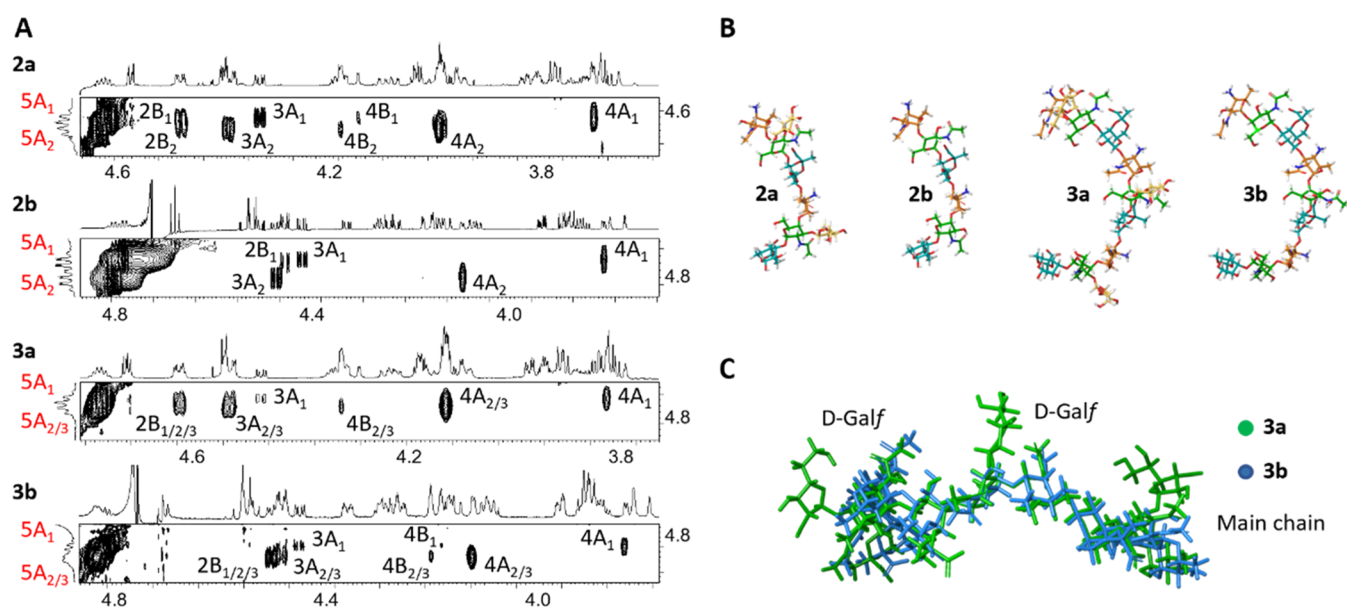 A
2a
5A₁
5A₂
2B₁
2B₂
3A₁
3A₂
4B₁
4B₂
4A₂
4A₁
4.6
4.6
4.2
3.8
2b
5A₁
5A₂
2B₁
3A₁
3A₂
4A₂
4A₁
4.8
4.8
4.4
4.0
3a
5A₁
5A₂/₃
2B₁/₂/₃
3A₁
3A₂/₃
4B₂/₃
4A₂/₃
4A₁
4.8
4.6
4.2
3.8
3b
5A₁
5A₂/₃
2B₁/₂/₃
3A₁
3A₂/₃
4B₁
4B₂/₃
4A₂/₃
4A₁
4.8
4.8
4.4
4.0
B
2a
2b
3a
3b
C
D-Galf
D-Galf
3a
3b
Main chain